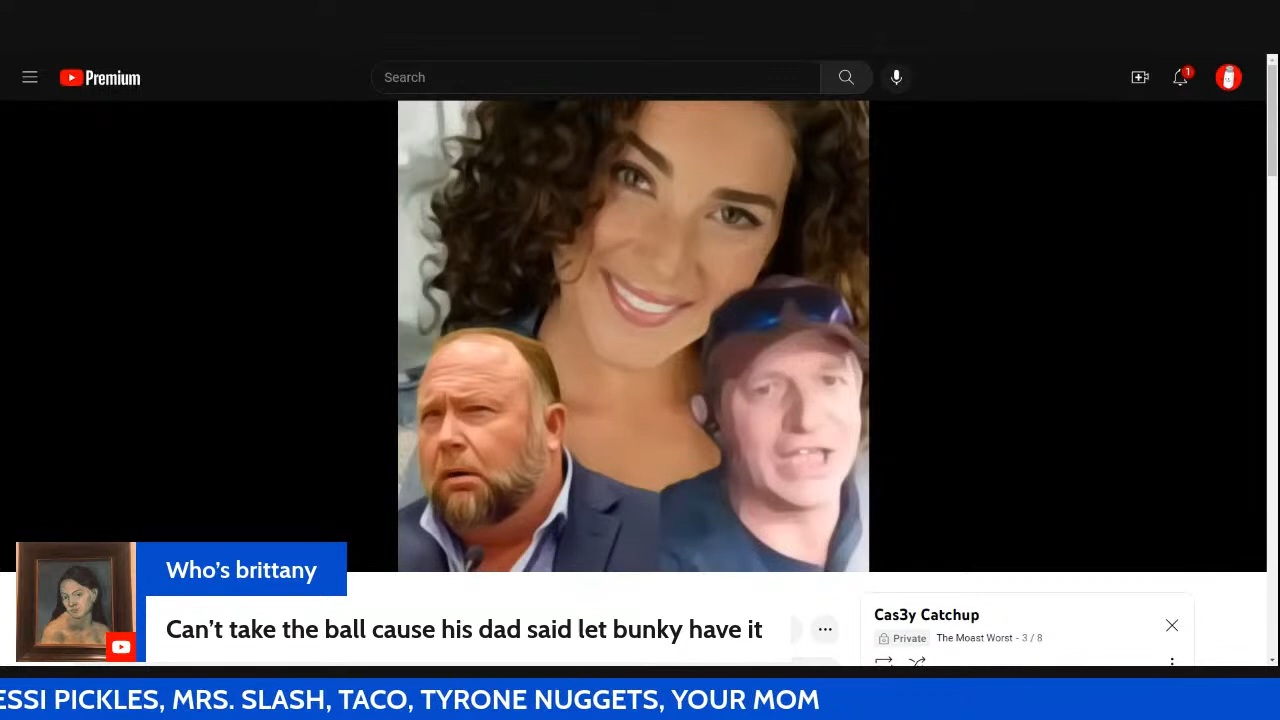 Premium
Search
1
Who's brittany
Can't take the ball cause his dad said let bunky have it
Cas3y Catchup
Private The Moast Worst - 3 / 8
ESSI PICKLES, MRS. SLASH, TACO, TYRONE NUGGETS, YOUR MOM